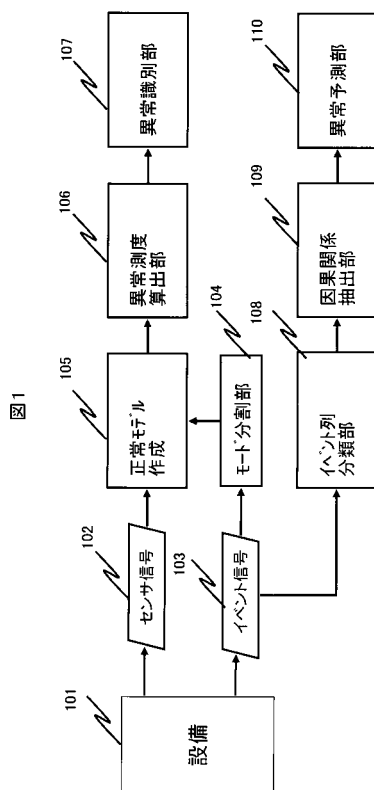 図1
101
設備
102
センサ信号
103
イベント信号
104
モード分割部
105
正常モデル
作成
106
異常測度
算出部
107
異常識別部
108
イベント列
分類部
109
因果関係
抽出部
110
異常予測部